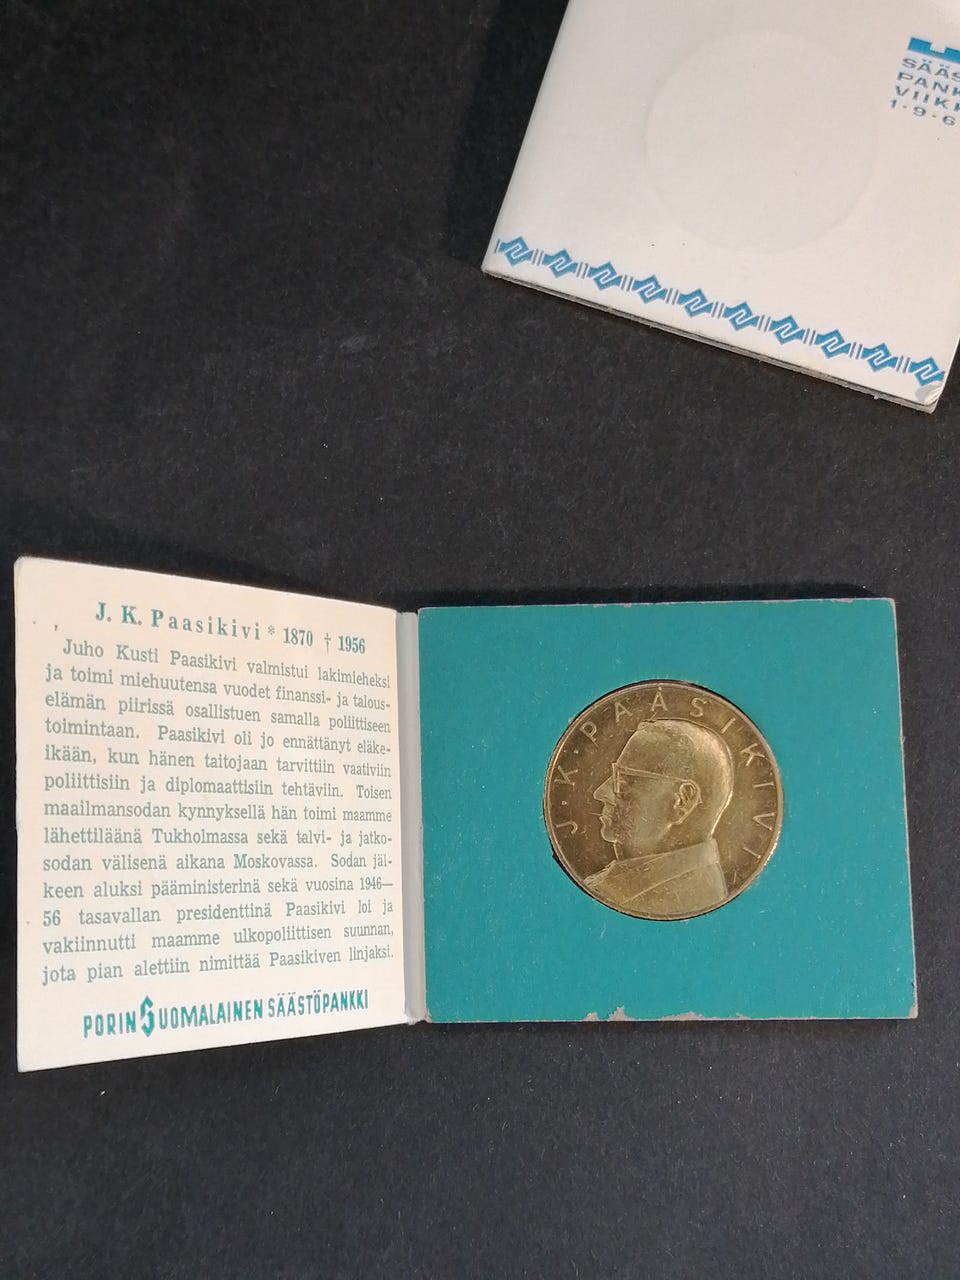 SÄÄS
PANK
VIIK
1·9·6
J. K. Paasikivi * 1870 † 1956
Juho Kusti Paasikivi valmistui lakimieheksi
ja toimi miehuutensa vuodet finanssi- ja talous-
elämän piirissä osallistuen samalla poliittiseen
toimintaan. Paasikivi oli jo ennättänyt eläke-
ikään, kun hänen taitojaan tarvittiin vaativiin
poliittisiin ja diplomaattisiin tehtäviin. Toisen
maailmansodan kynnyksellä hän toimi maamme
lähettiläänä Tukholmassa sekä talvi- ja jatko-
sodan välisenä aikana Moskovassa. Sodan jäl-
keen aluksi pääministerinä sekä vuosina 1946—
56 tasavallan presidenttinä Paasikivi loi ja
vakiinnutti maamme ulkopoliittisen suunnan,
jota pian alettiin nimittää Paasikiven linjaksi.
PORIN SUOMALAINEN SÄÄSTÖPANKKI
J·K·PAASIKIVI